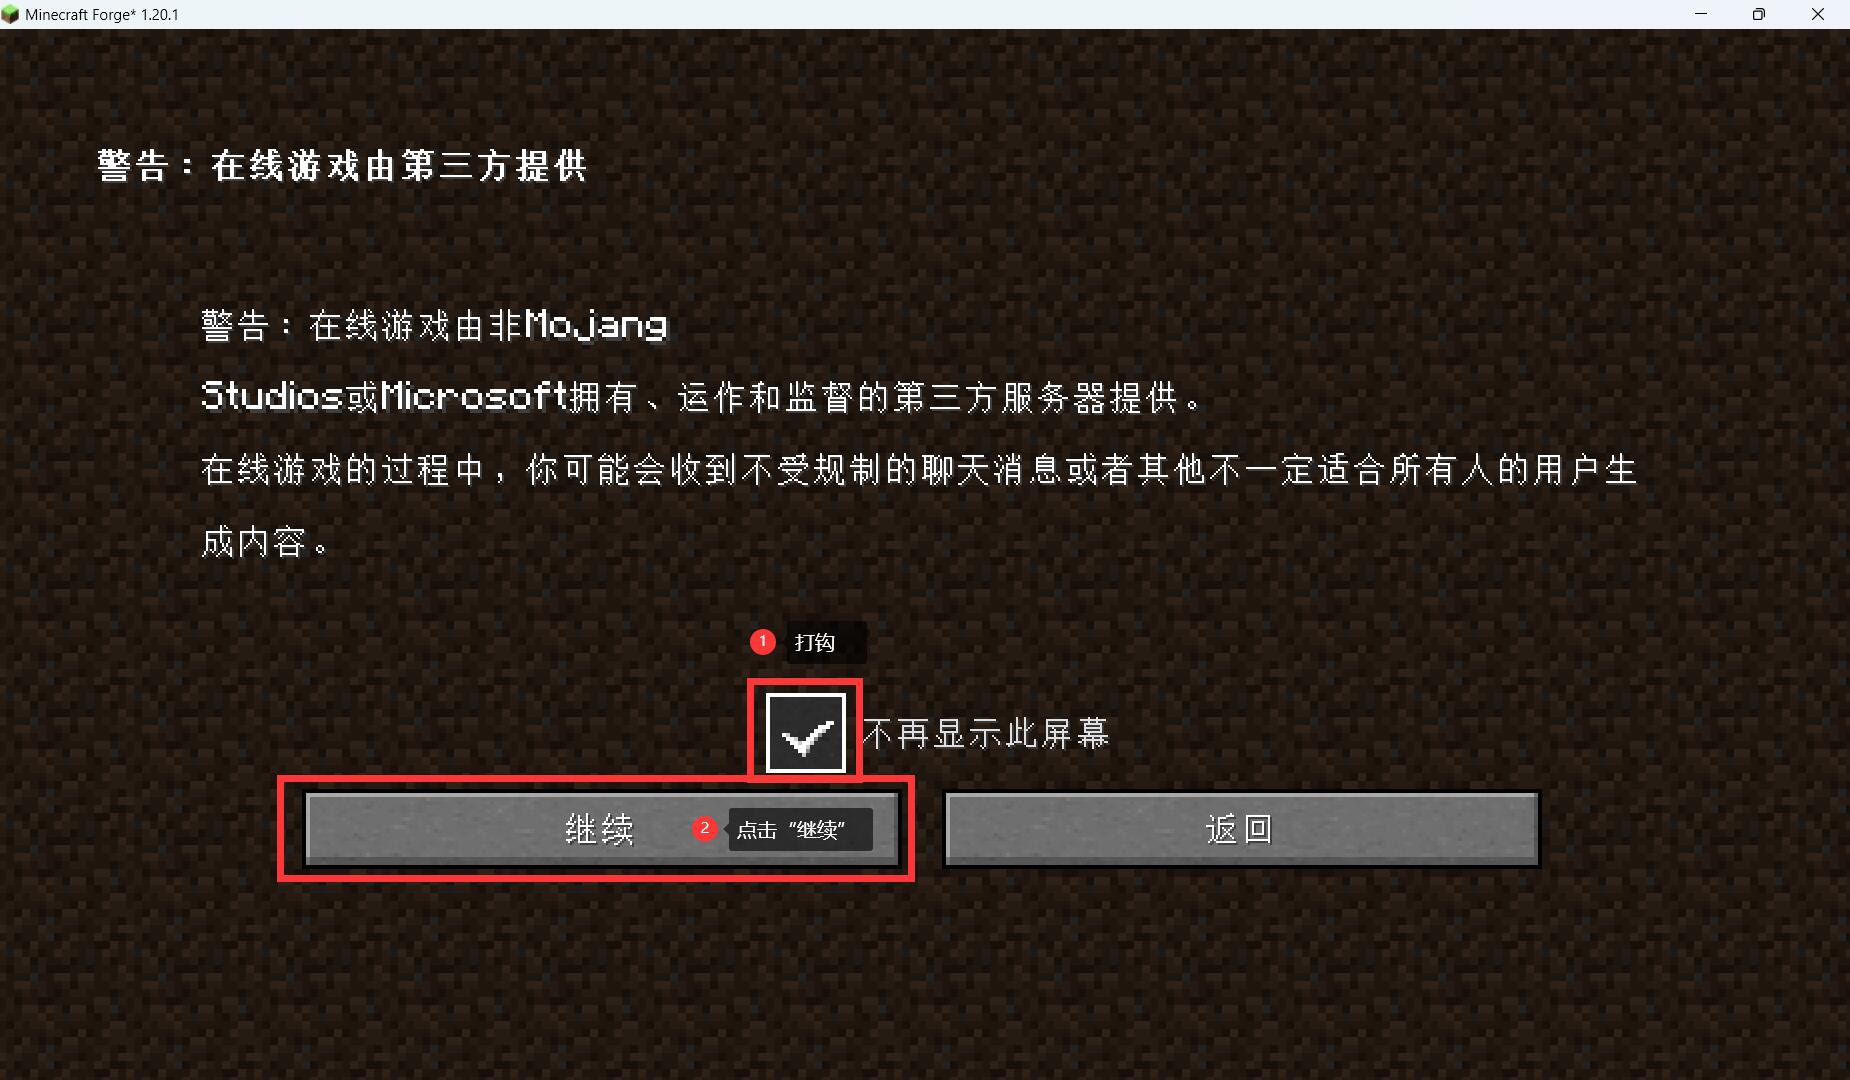 Minecraft Forge* 1.20.1
警告：在线游戏由第三方提供
警告：在线游戏由非Mojang
Studios或Microsoft拥有、运作和监督的第三方服务器提供。
在线游戏的过程中，你可能会收到不受规制的聊天消息或者其他不一定适合所有人的用户生
成内容。
1 打钩
不再显示此屏幕
继续 2 点击“继续” 返回